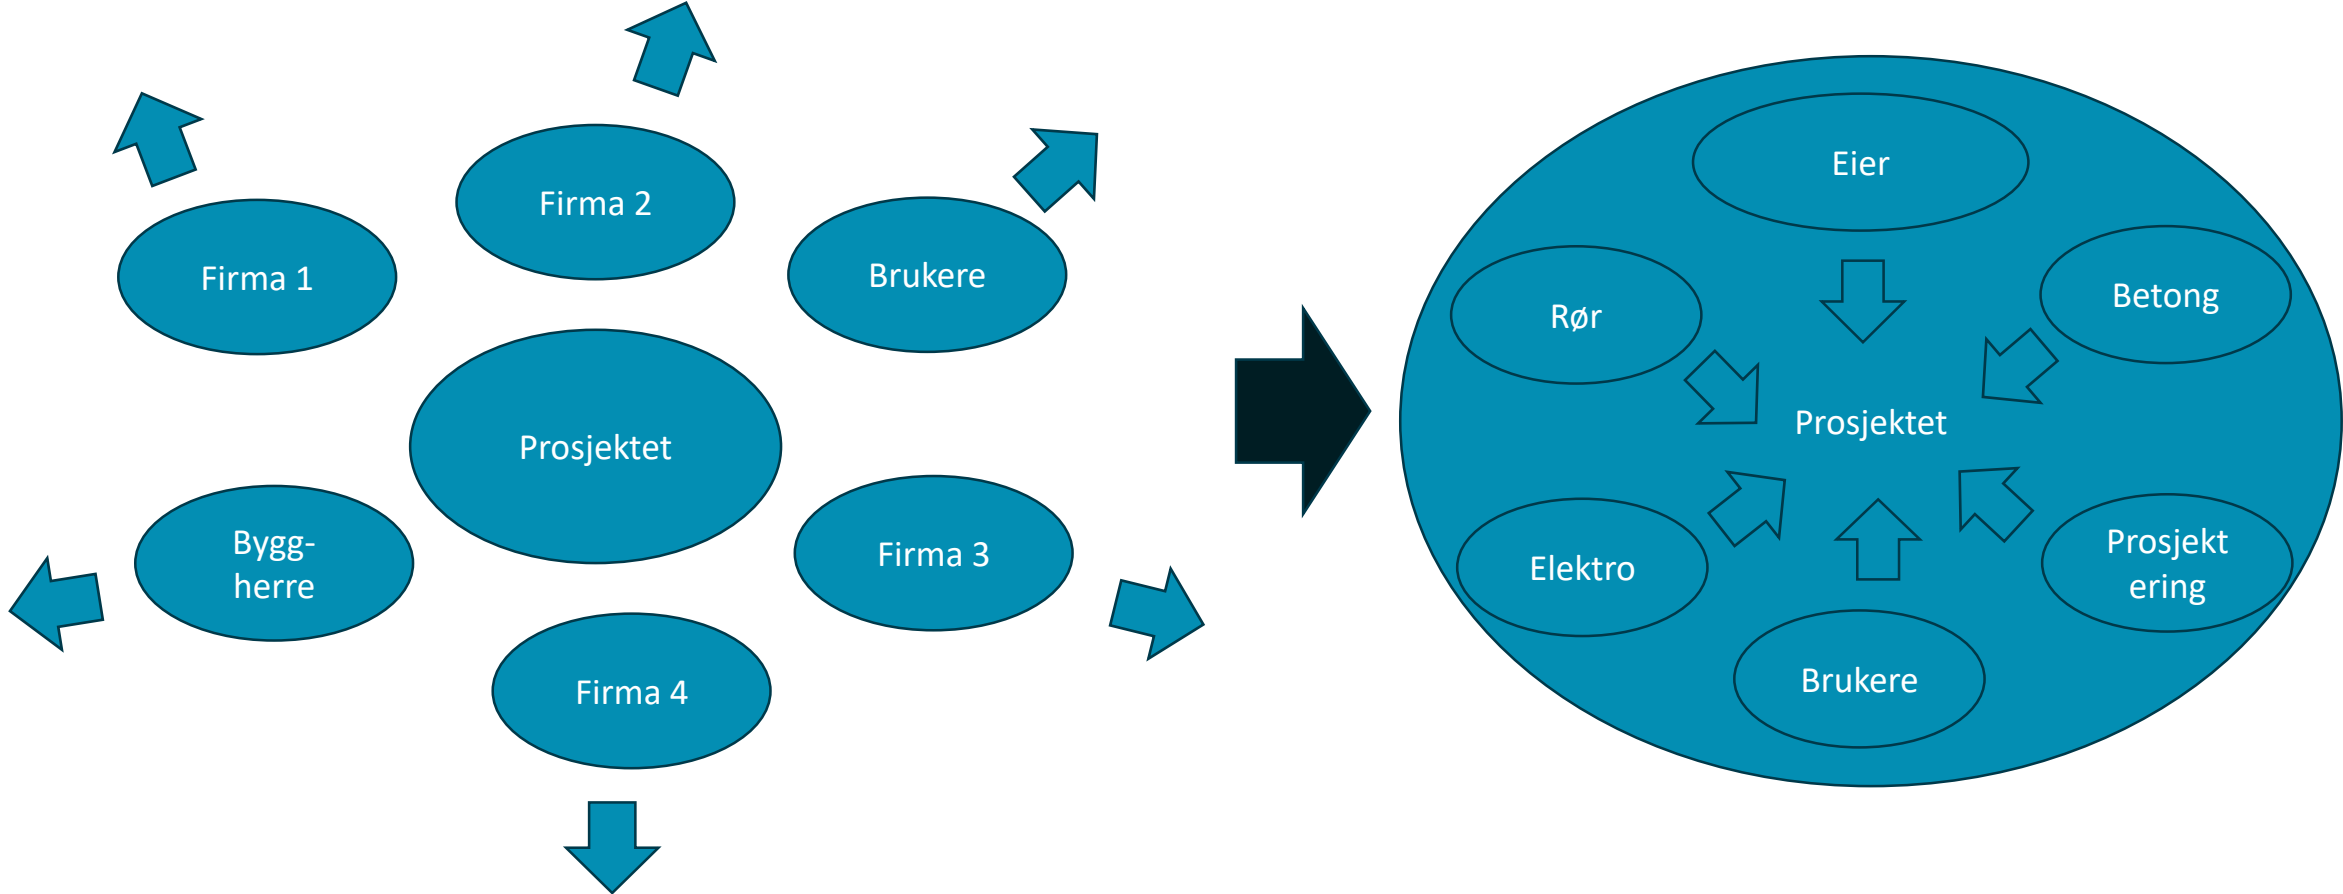 Firma 1
Firma 2
Brukere
Prosjektet
Bygg-
herre
Firma 3
Firma 4
Eier
Rør
Betong
Prosjektet
Elektro
Prosjekt
ering
Brukere